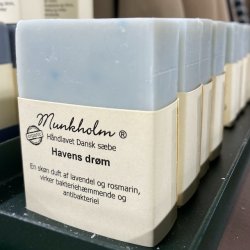 Munkholm ®
Håndlavet Dansk sæbe
Havens drøm
En skøn duft af lavendel og rosmarin,
virker bakteriehæmmende og
antibakteriel